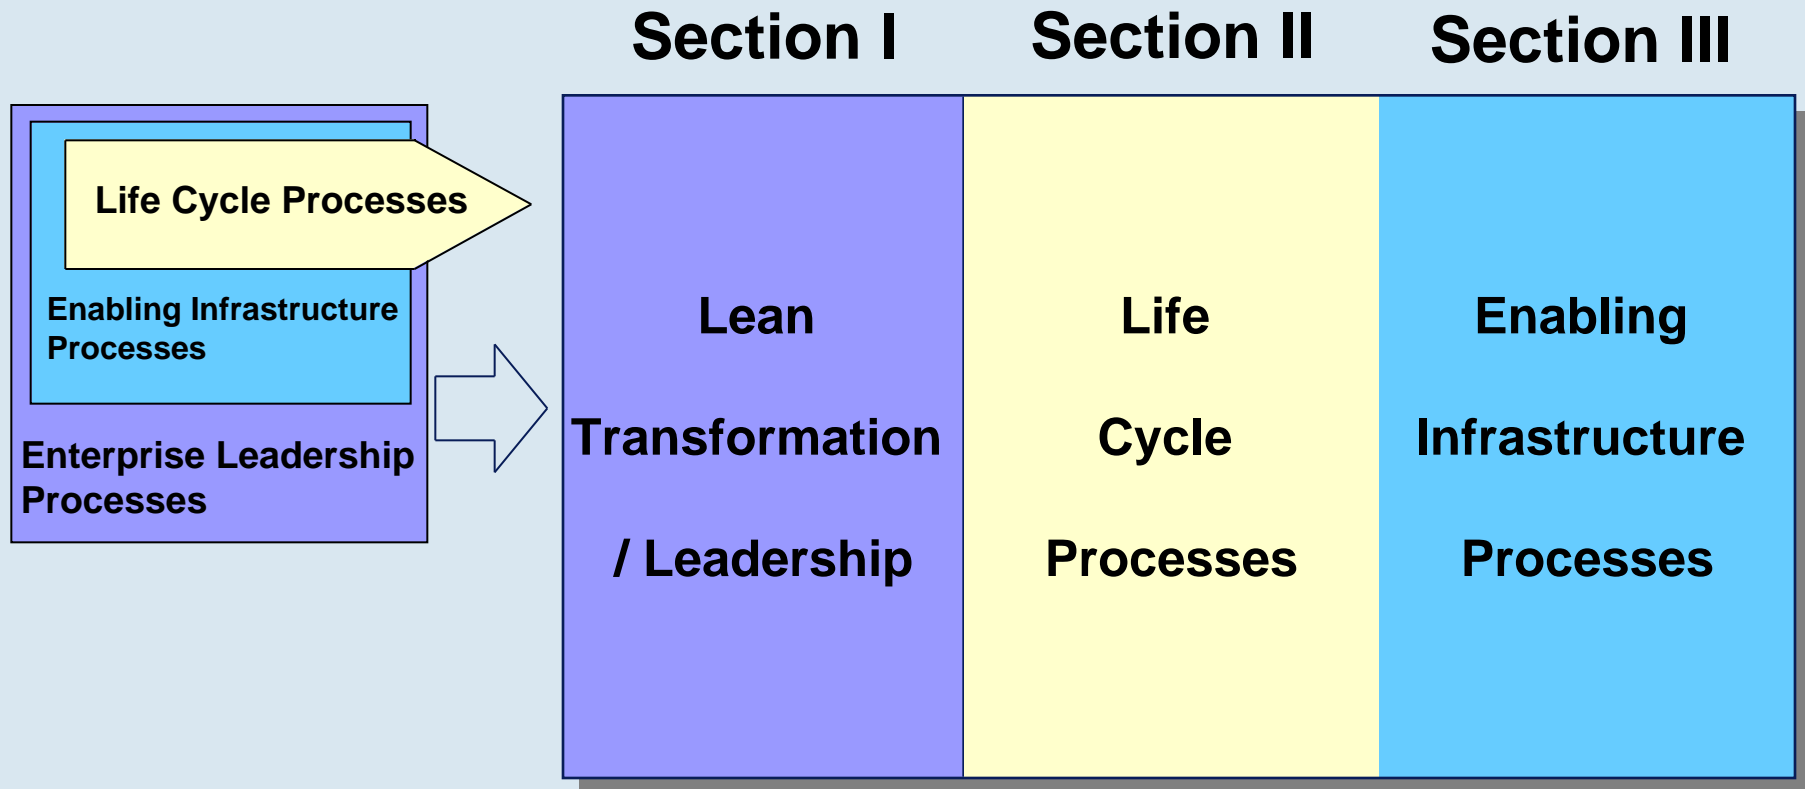 Section I
Section II
Section III
Life Cycle Processes
Enabling Infrastructure
Processes
Enterprise Leadership
Processes
Lean
Transformation
/ Leadership
Life
Cycle
Processes
Enabling
Infrastructure
Processes